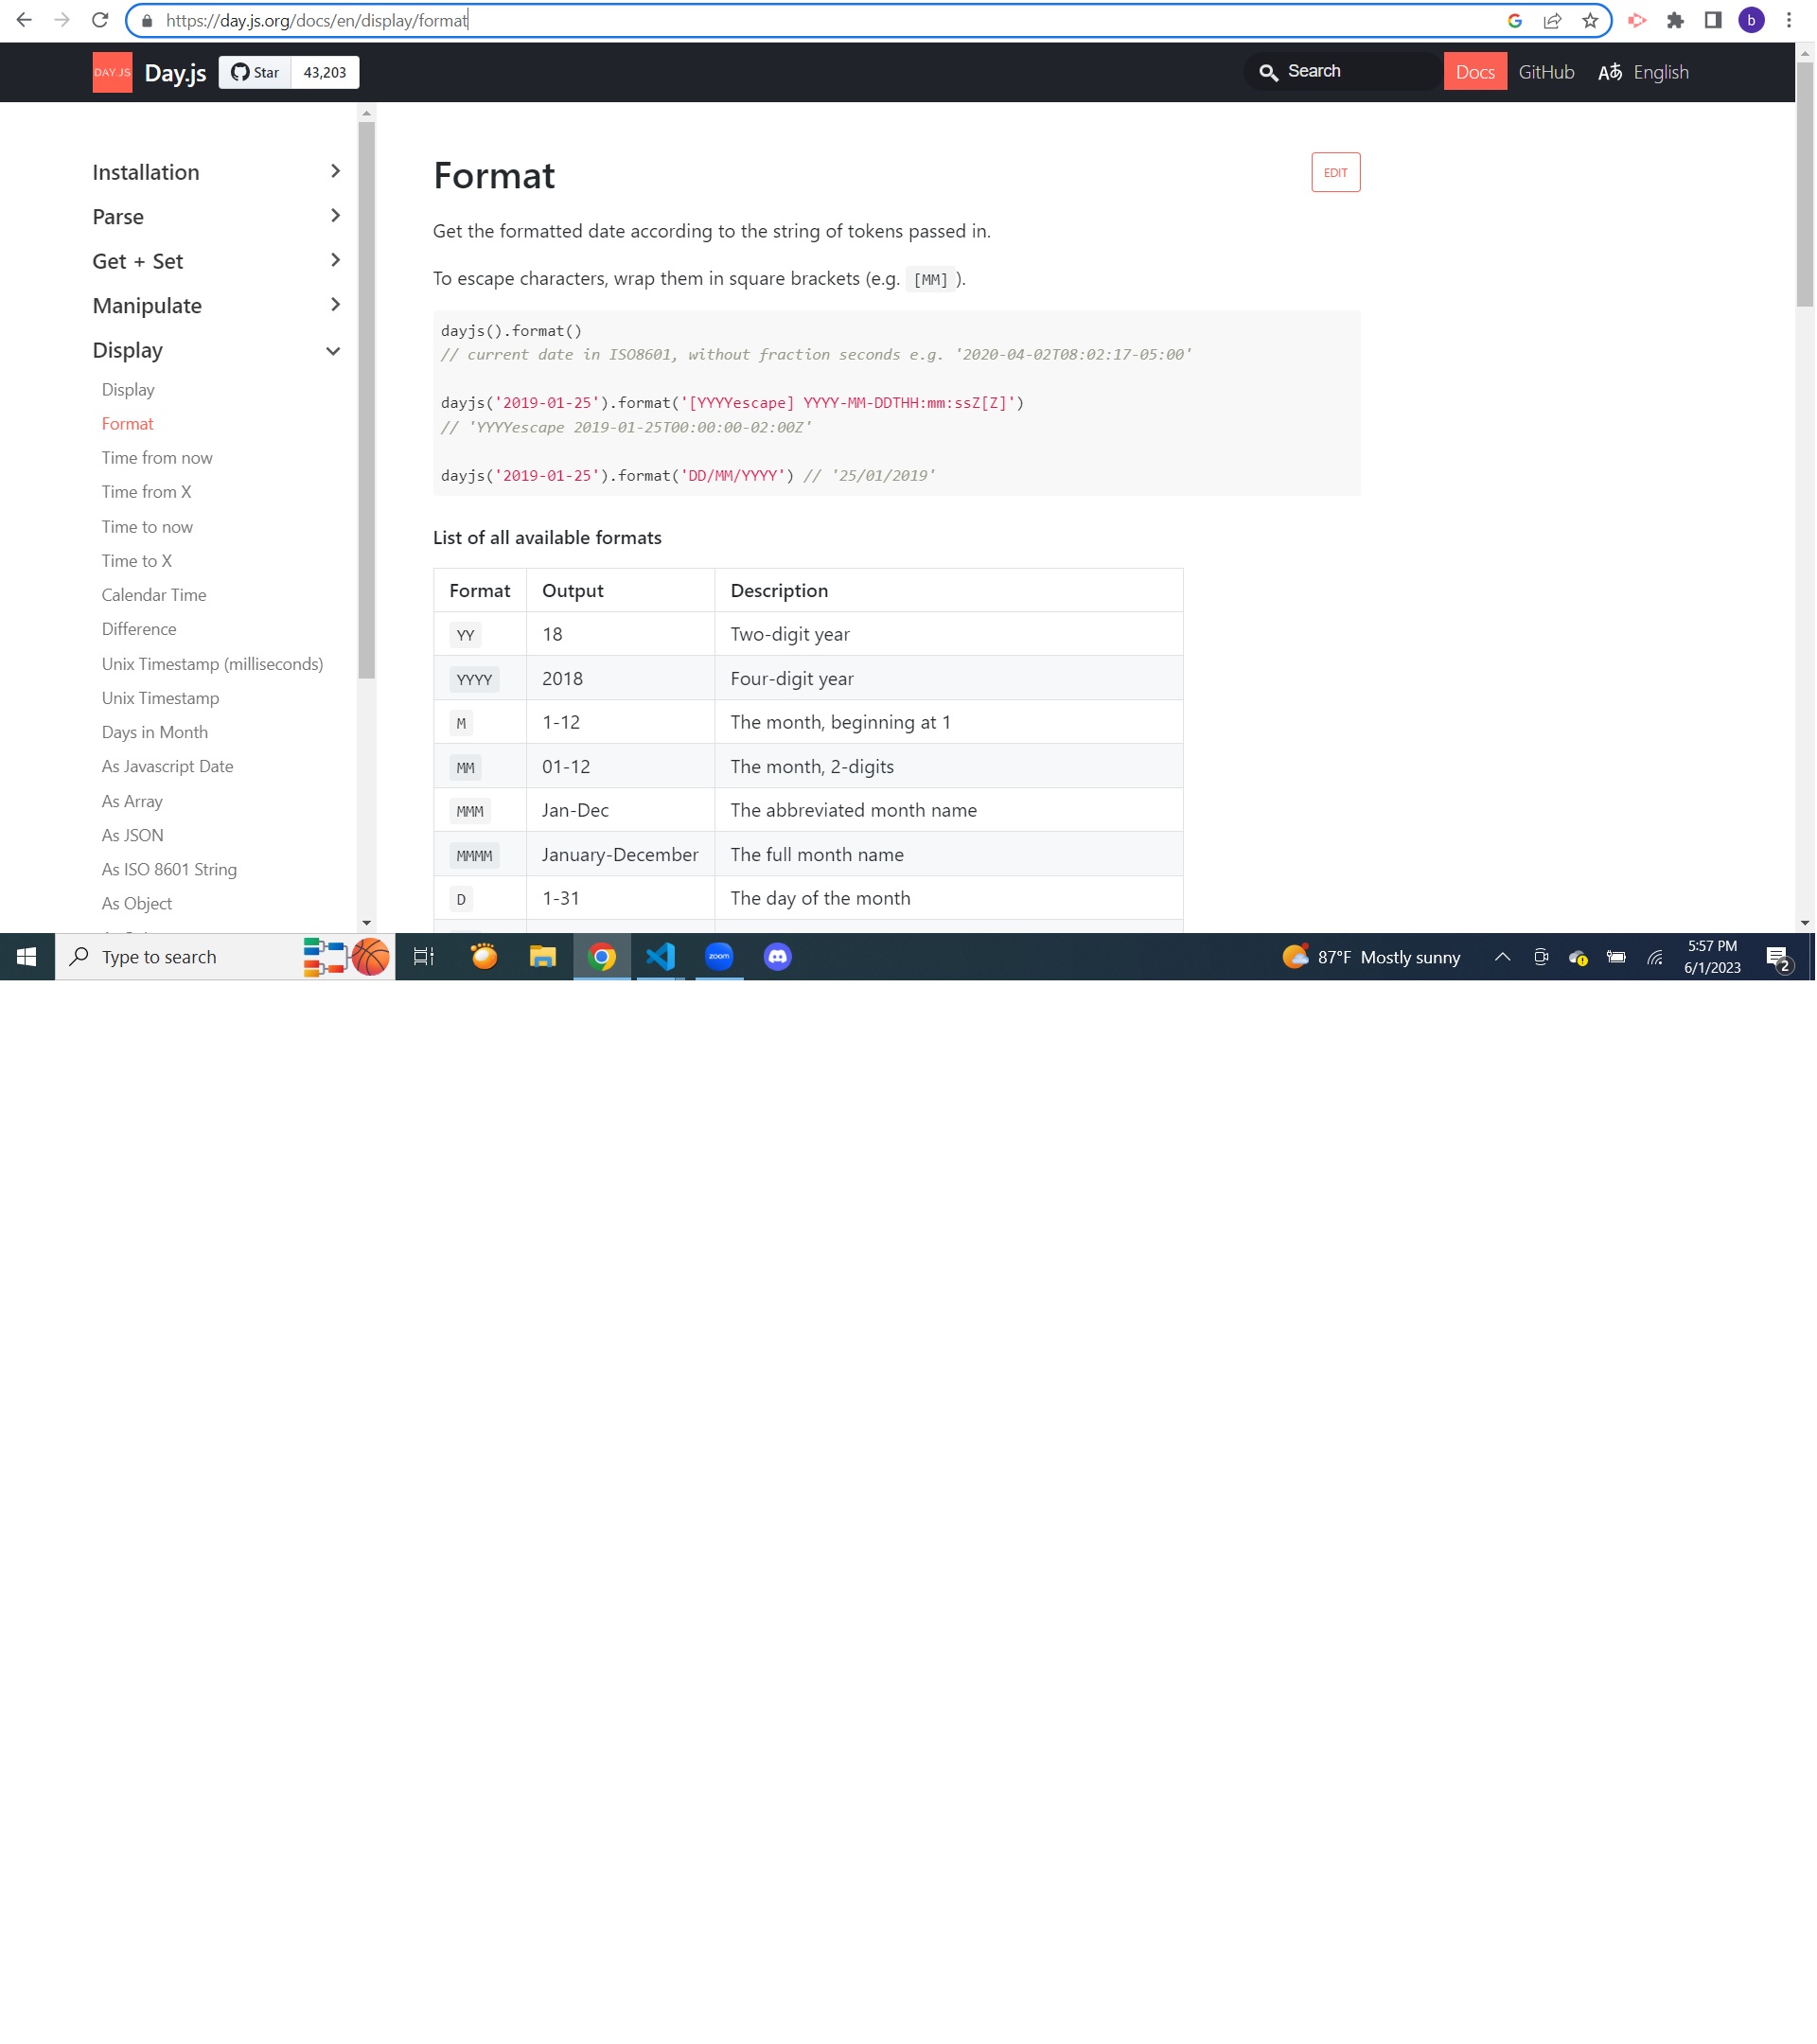 https://day.js.org/docs/en/display/format
b
DAY.JS
Day.js
Star
43,203
Search
Docs
GitHub
Aあ English
Installation
Parse
Get + Set
Manipulate
Display
Display
Format
Time from now
Time from X
Time to now
Time to X
Calendar Time
Difference
Unix Timestamp (milliseconds)
Unix Timestamp
Days in Month
As Javascript Date
As Array
As JSON
As ISO 8601 String
As Object
Format
EDIT
Get the formatted date according to the string of tokens passed in.
To escape characters, wrap them in square brackets (e.g. [MM] ).
dayjs().format()
// current date in ISO8601, without fraction seconds e.g. '2020-04-02T08:02:17-05:00'
dayjs('2019-01-25').format('[YYYYescape] YYYY-MM-DDTHH:mm:ssZ[Z]')
// 'YYYYescape 2019-01-25T00:00:00-02:00Z'
dayjs('2019-01-25').format('DD/MM/YYYY') // '25/01/2019'
List of all available formats
Format Output Description
YY 18 Two-digit year
YYYY 2018 Four-digit year
M 1-12 The month, beginning at 1
MM 01-12 The month, 2-digits
MMM Jan-Dec The abbreviated month name
MMMM January-December The full month name
D 1-31 The day of the month
Type to search
zoom
87°F Mostly sunny
5:57 PM
6/1/2023
2